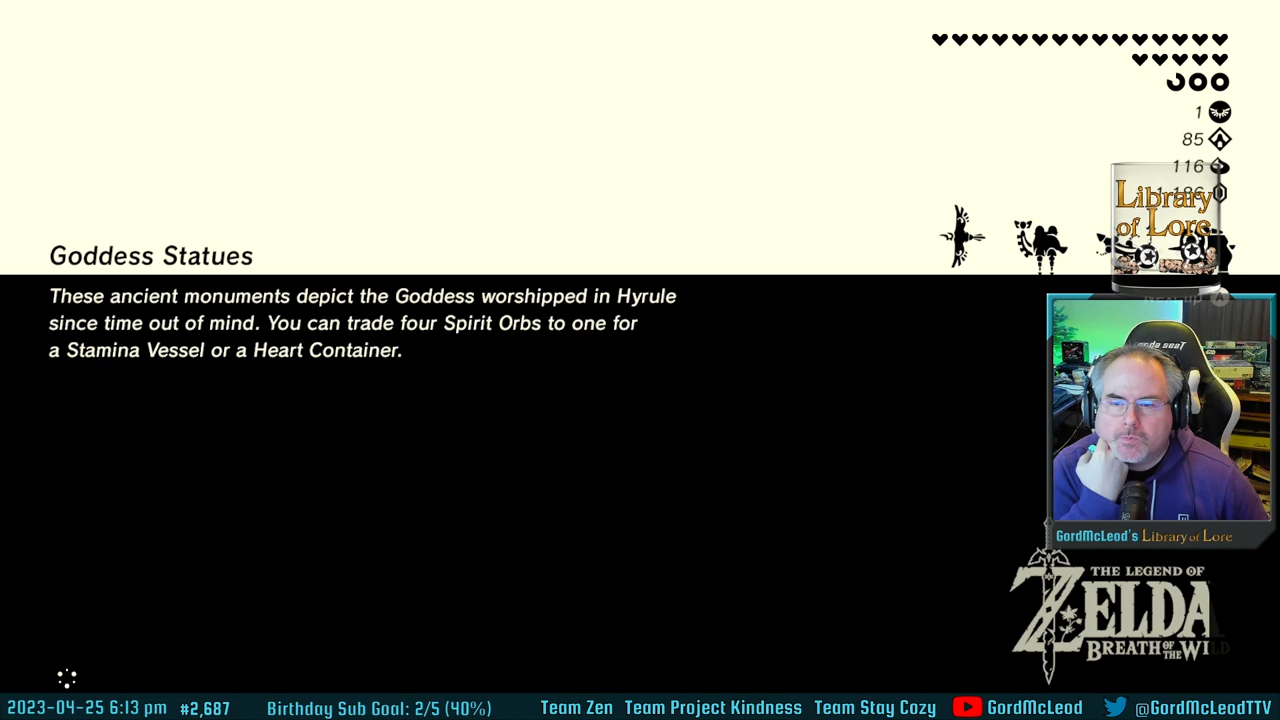 1
85
116
Library
of Lore
Goddess Statues
These ancient monuments depict the Goddess worshipped in Hyrule
since time out of mind. You can trade four Spirit Orbs to one for
a Stamina Vessel or a Heart Container.
GordMcLeod's Library of Lore
THE LEGEND OF
ZELDA
BREATH OF THE WILD
2023-04-25 6:13 pm #2,687 Birthday Sub Goal: 2/5 (40%) Team Zen Team Project Kindness Team Stay Cozy GordMcLeod @GordMcLeodTTV